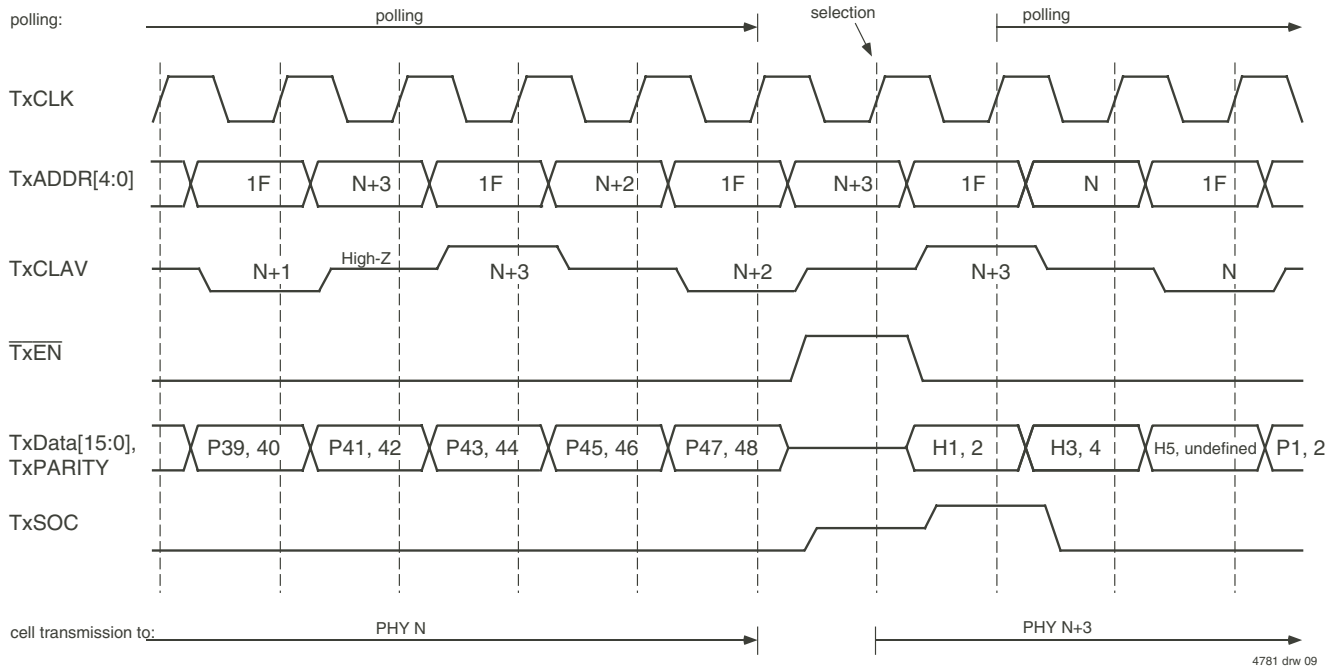 polling: polling selection polling
TxCLK
TxADDR[4:0] 1F N+3 1F N+2 1F N+3 1F N 1F
TxCLAV N+1 High-Z N+3 N+2 N+3 N
TxEN
TxData[15:0], TxPARITY P39, 40 P41, 42 P43, 44 P45, 46 P47, 48 H1, 2 H3, 4 H5, undefined P1, 2
TxSOC
cell transmission to: PHY N PHY N+3
4781 drw 09